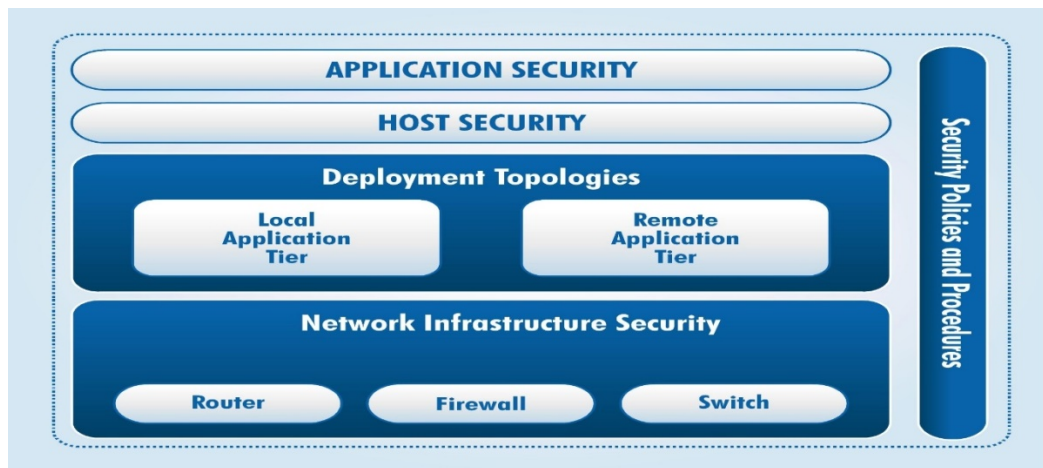 APPLICATION SECURITY
HOST SECURITY
Deployment Topologies
Local
Application
Tier
Remote
Application
Tier
Network Infrastructure Security
Router
Firewall
Switch
Security Policies and Procedures